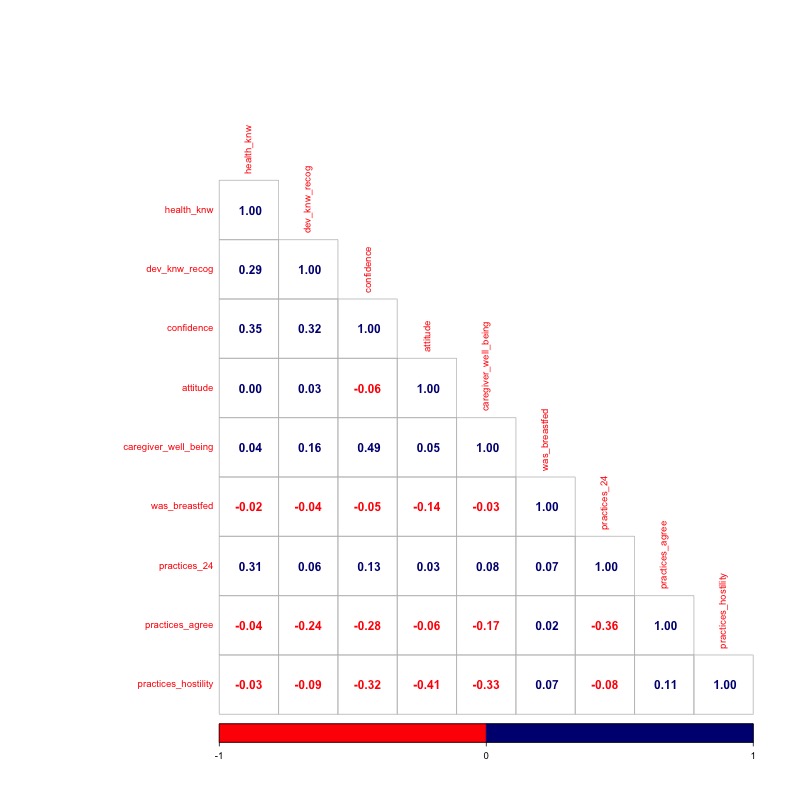 health_knw
dev_knw_recog
confidence
attitude
caregiver_well_being
was_breastfed
practices_24
practices_agree
practices_hostility
health_knw 1.00
dev_knw_recog 0.29 1.00
confidence 0.35 0.32 1.00
attitude 0.00 0.03 -0.06 1.00
caregiver_well_being 0.04 0.16 0.49 0.05 1.00
was_breastfed -0.02 -0.04 -0.05 -0.14 -0.03 1.00
practices_24 0.31 0.06 0.13 0.03 0.08 0.07 1.00
practices_agree -0.04 -0.24 -0.28 -0.06 -0.17 0.02 -0.36 1.00
practices_hostility -0.03 -0.09 -0.32 -0.41 -0.33 0.07 -0.08 0.11 1.00
-1 0 1